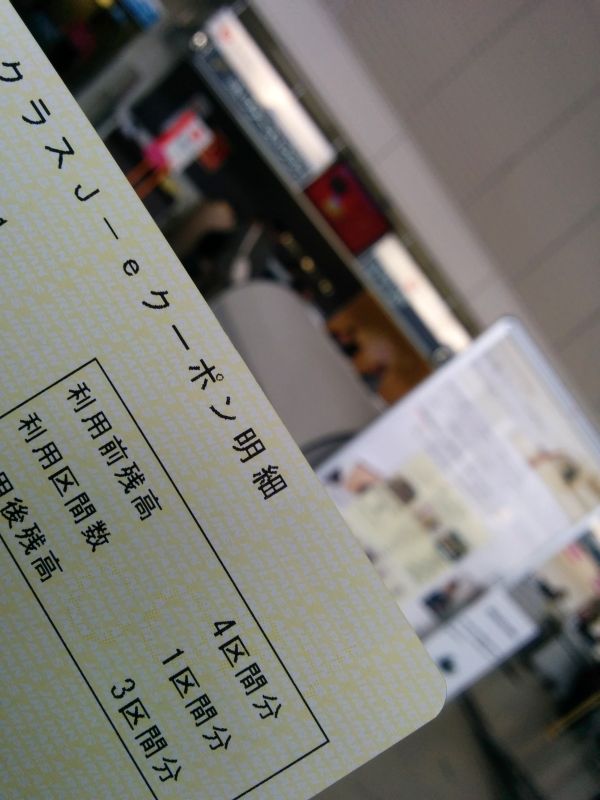 クラスJ－eクーポン明細
利用前残高 4区間分
利用区間数 1区間分
用後残高 3区間分